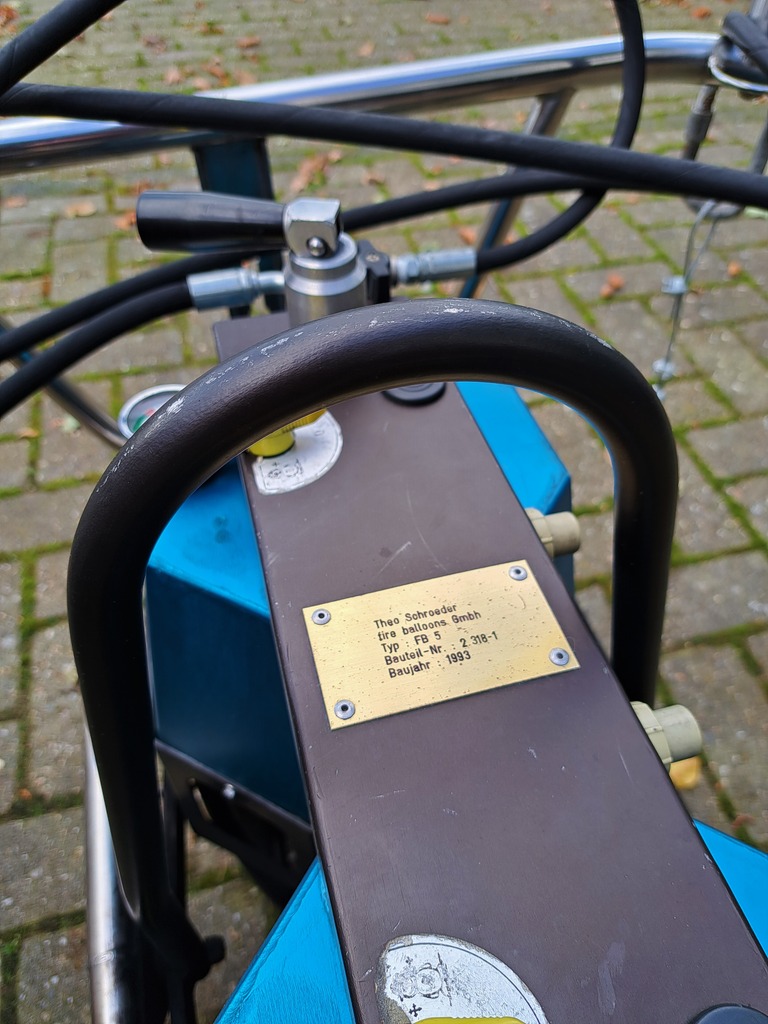 Theo Schroeder
fire balloons GmbH
Typ : FB 5
Bauteil-Nr. : 2.318-1
Baujahr : 1993